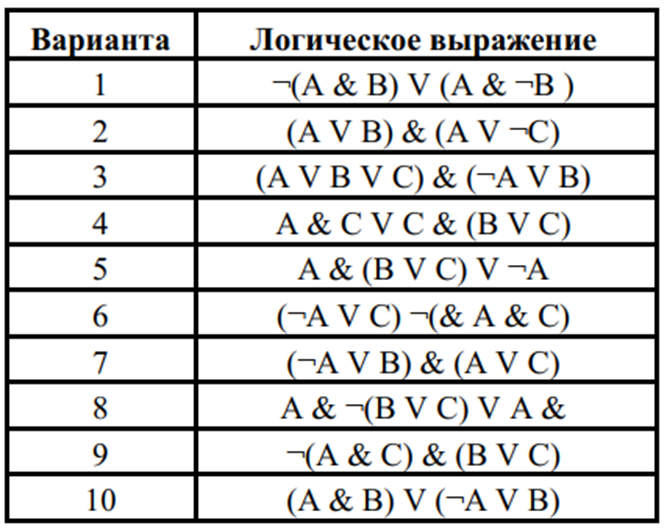 Варианта Логическое выражение
1 ¬(A & B) V (A & ¬B )
2 (A V B) & (A V ¬C)
3 (A V B V C) & (¬A V B)
4 A & C V C & (B V C)
5 A & (B V C) V ¬A
6 (¬A V C) ¬(& A & C)
7 (¬A V B) & (A V C)
8 A & ¬(B V C) V A &
9 ¬(A & C) & (B V C)
10 (A & B) V (¬A V B)